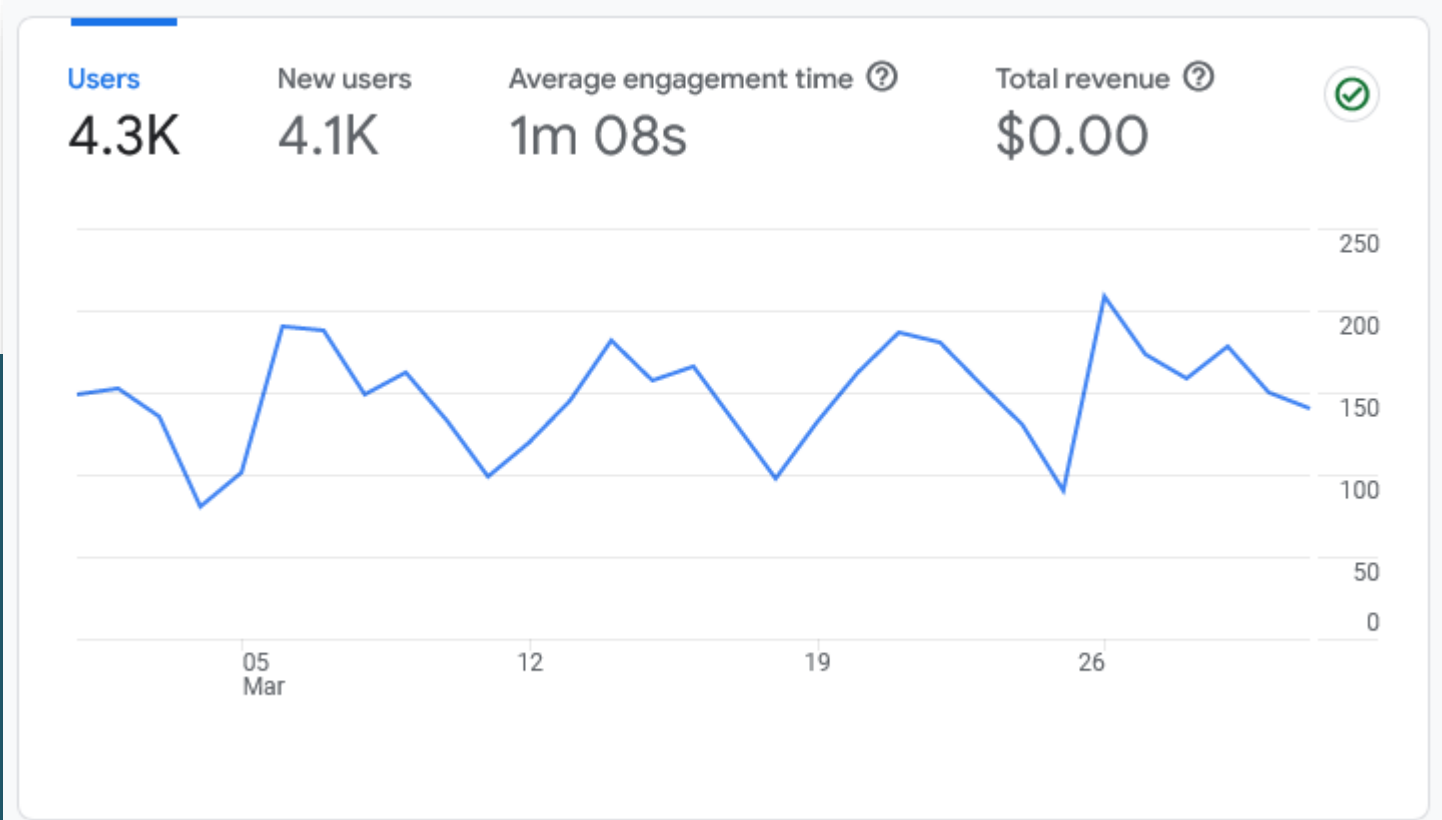 Users
4.3K
New users
4.1K
Average engagement time
1m 08s
Total revenue
$0.00
250
200
150
100
50
0
05
Mar
12
19
26